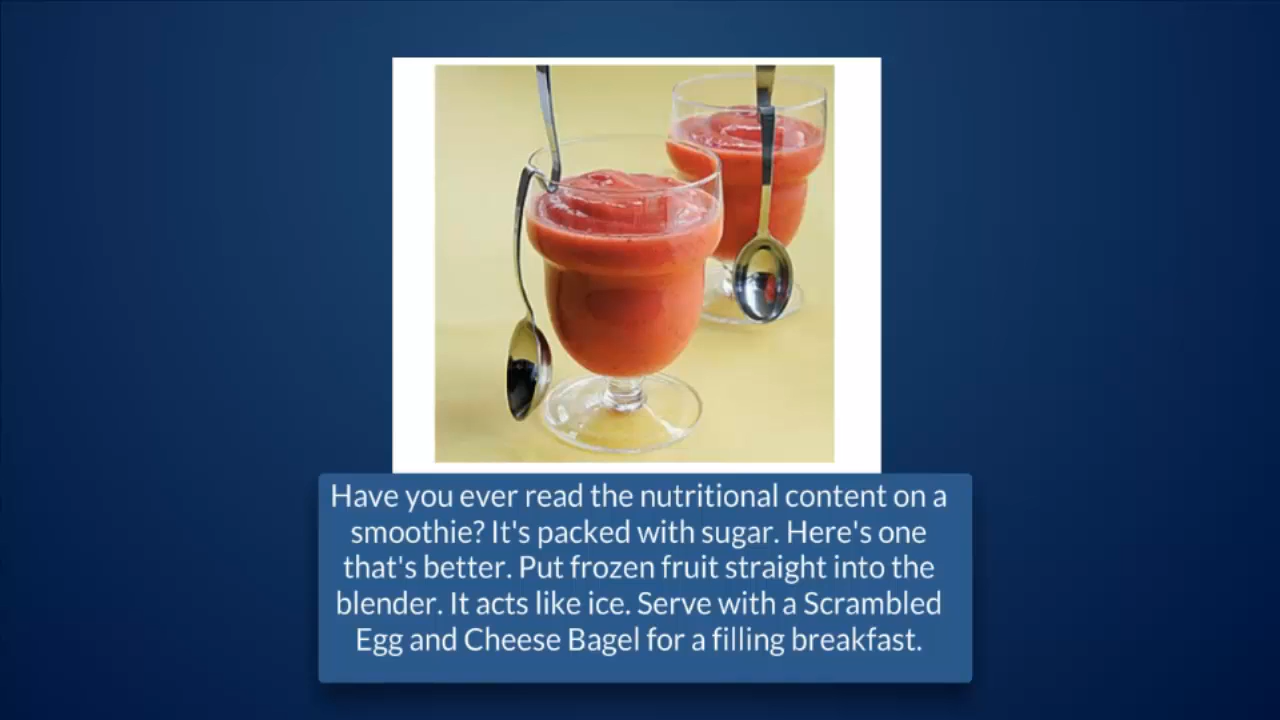 Have you ever read the nutritional content on a
smoothie? It's packed with sugar. Here's one
that's better. Put frozen fruit straight into the
blender. It acts like ice. Serve with a Scrambled
Egg and Cheese Bagel for a filling breakfast.